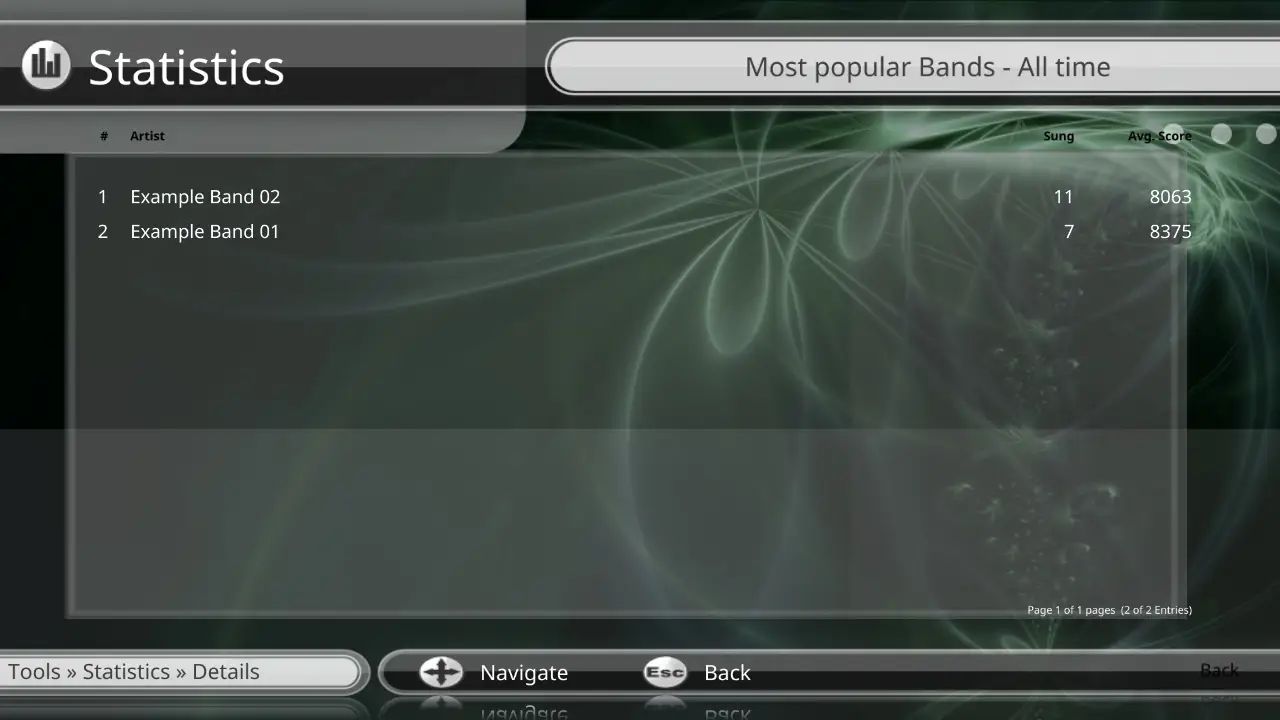 Statistics
Most popular Bands - All time
# Artist Sung Avg. Score
1 Example Band 02 11 8063
2 Example Band 01 7 8375
Page 1 of 1 pages (2 of 2 Entries)
Tools » Statistics » Details
Navigate
Esc Back
Back